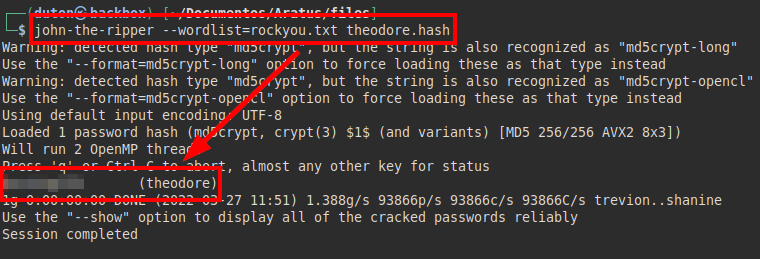 (duton㉿backbox) [~/Documentos/Aratus/files]
$ john-the-ripper --wordlist=rockyou.txt theodore.hash
Warning: detected hash type "md5crypt", but the string is also recognized as "md5crypt-long"
Use the "--format=md5crypt-long" option to force loading these as that type instead
Warning: detected hash type "md5crypt", but the string is also recognized as "md5crypt-opencl"
Use the "--format=md5crypt-opencl" option to force loading these as that type instead
Using default input encoding: UTF-8
Loaded 1 password hash (md5crypt, crypt(3) $1$ (and variants) [MD5 256/256 AVX2 8x3])
Will run 2 OpenMP threads
Press 'q' or Ctrl-C to abort, almost any other key for status
(theodore)
1g 0:00:00:00 DONE (2022-03-27 11:51) 1.388g/s 93866p/s 93866c/s 93866C/s trevion..shanine
Use the "--show" option to display all of the cracked passwords reliably
Session completed